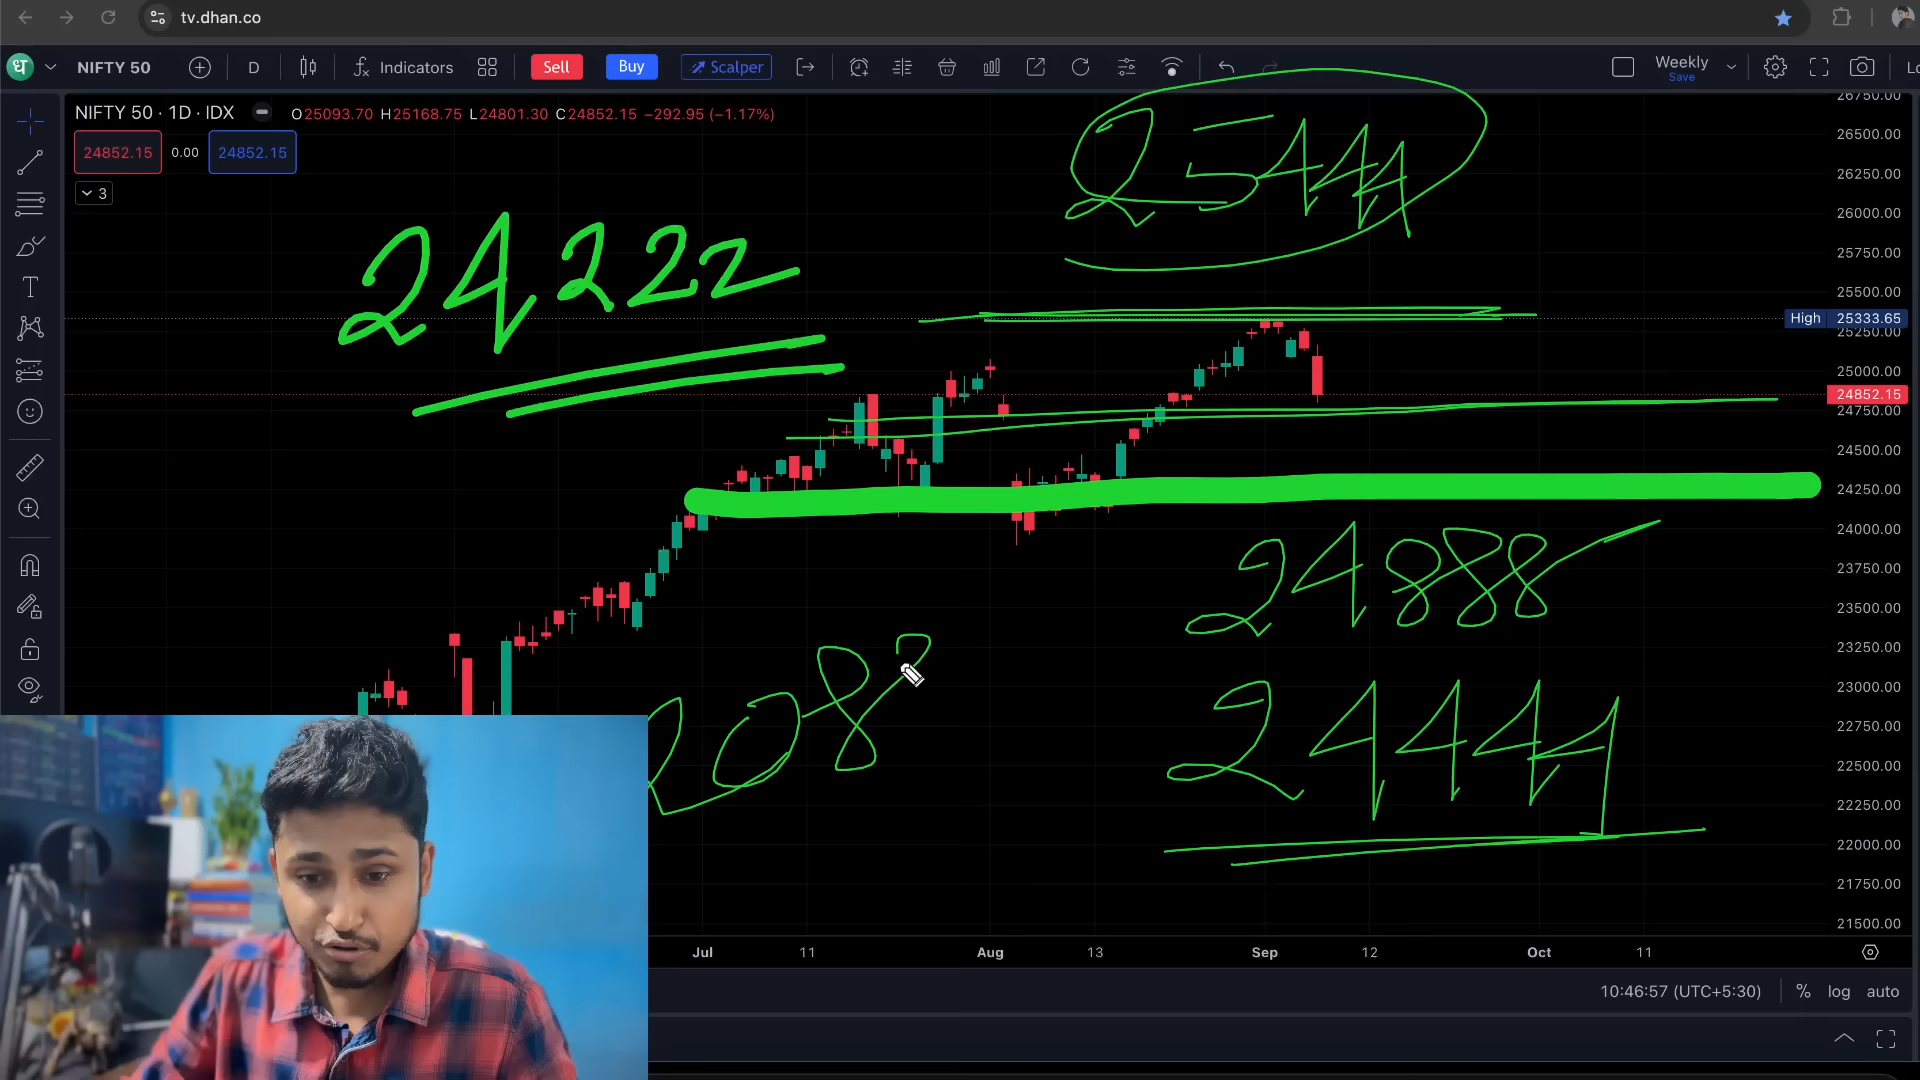 tv.dhan.co
NIFTY 50
D
Indicators
Sell
Buy
Scalper
Weekly
Save
NIFTY 50 · 1D · IDX
O25093.70 H25168.75 L24801.30 C24852.15 −292.95 (−1.17%)
24852.15
0.00
24852.15
3
25444
24,222
26750.00
26500.00
26250.00
26000.00
25750.00
25500.00
High 25333.65
25250.00
25000.00
24852.15
24750.00
24500.00
24250.00
24000.00
23750.00
23500.00
23250.00
23000.00
22750.00
22500.00
22250.00
22000.00
21750.00
21500.00
24888
24444
208
Jul
11
Aug
13
Sep
12
Oct
11
10:46:57 (UTC+5:30)
%
log
auto